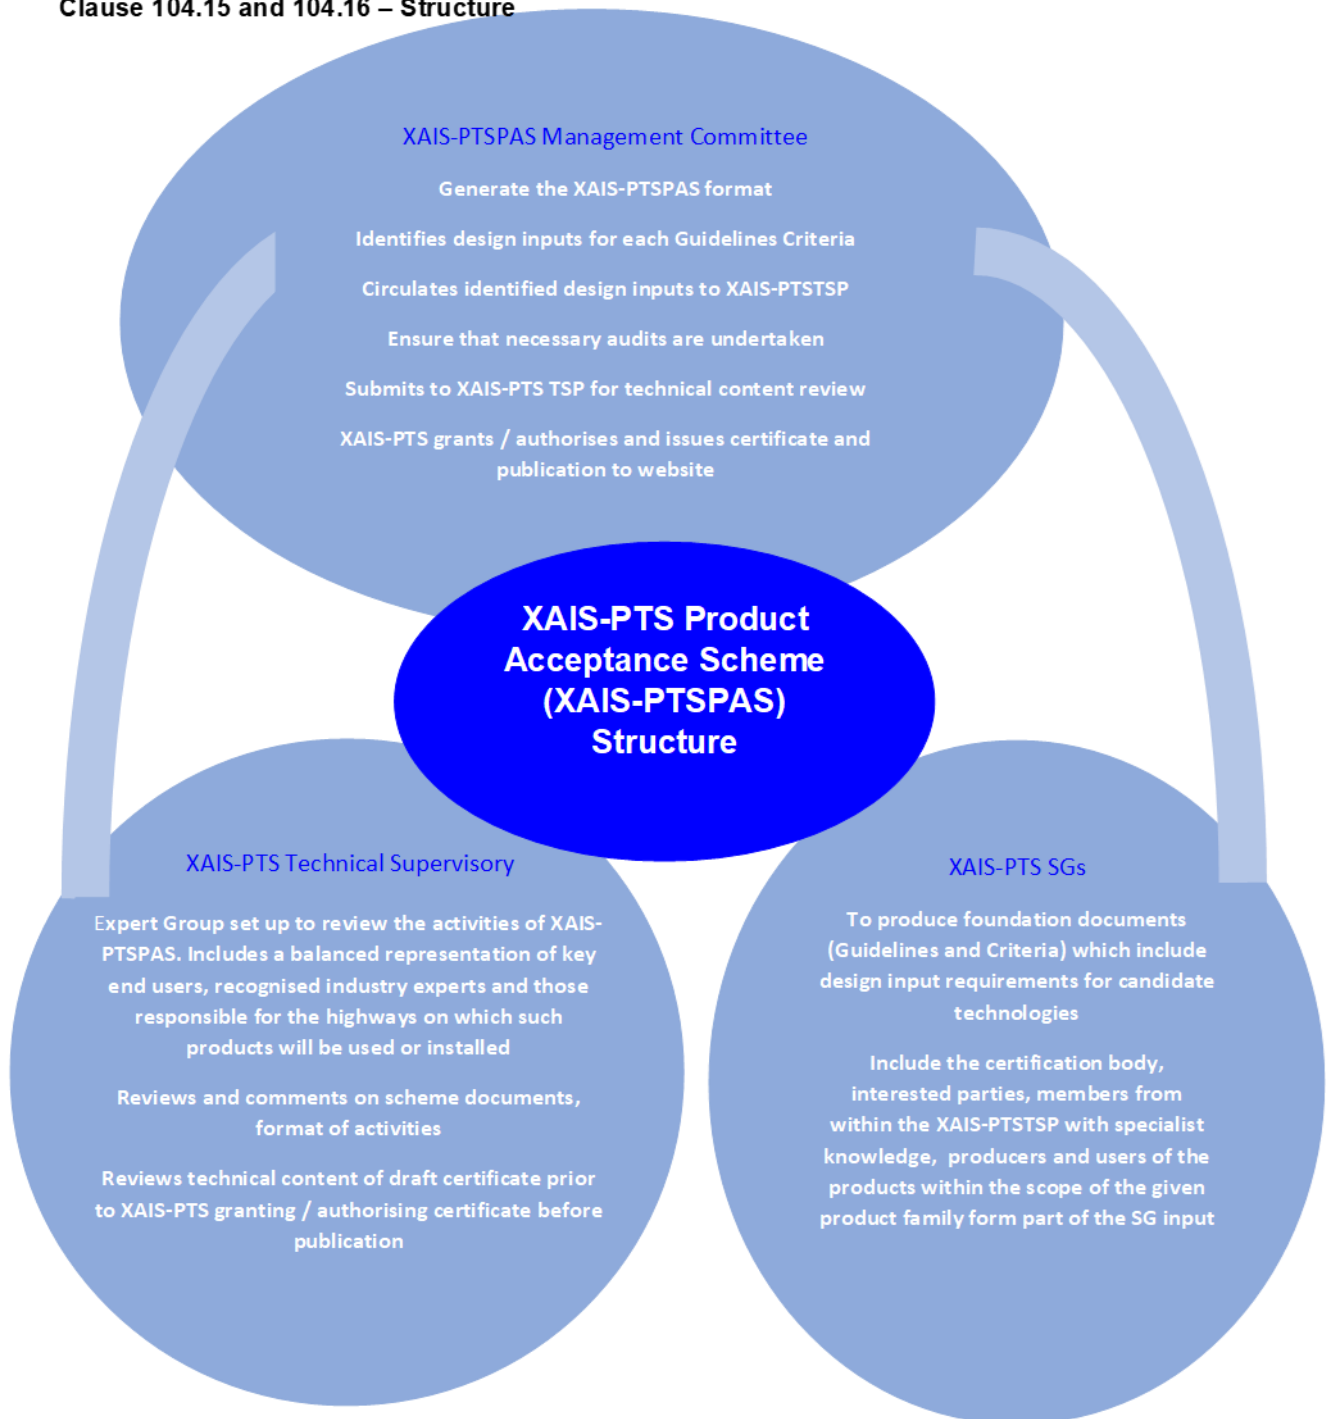 Clause 104.15 and 104.16 – Structure
XAIS-PTSPAS Management Committee
Generate the XAIS-PTSPAS format
Identifies design inputs for each Guidelines Criteria
Circulates identified design inputs to XAIS-PTSTSP
Ensure that necessary audits are undertaken
Submits to XAIS-PTS TSP for technical content review
XAIS-PTS grants / authorises and issues certificate and
publication to website
XAIS-PTS Product
Acceptance Scheme
(XAIS-PTSPAS)
Structure
XAIS-PTS Technical Supervisory
Expert Group set up to review the activities of XAIS-
PTSPAS. Includes a balanced representation of key
end users, recognised industry experts and those
responsible for the highways on which such
products will be used or installed
Reviews and comments on scheme documents,
format of activities
Reviews technical content of draft certificate prior
to XAIS-PTS granting / authorising certificate before
publication
XAIS-PTS SGs
To produce foundation documents
(Guidelines and Criteria) which include
design input requirements for candidate
technologies
Include the certification body,
interested parties, members from
within the XAIS-PTSTSP with specialist
knowledge, producers and users of the
products within the scope of the given
product family form part of the SG input